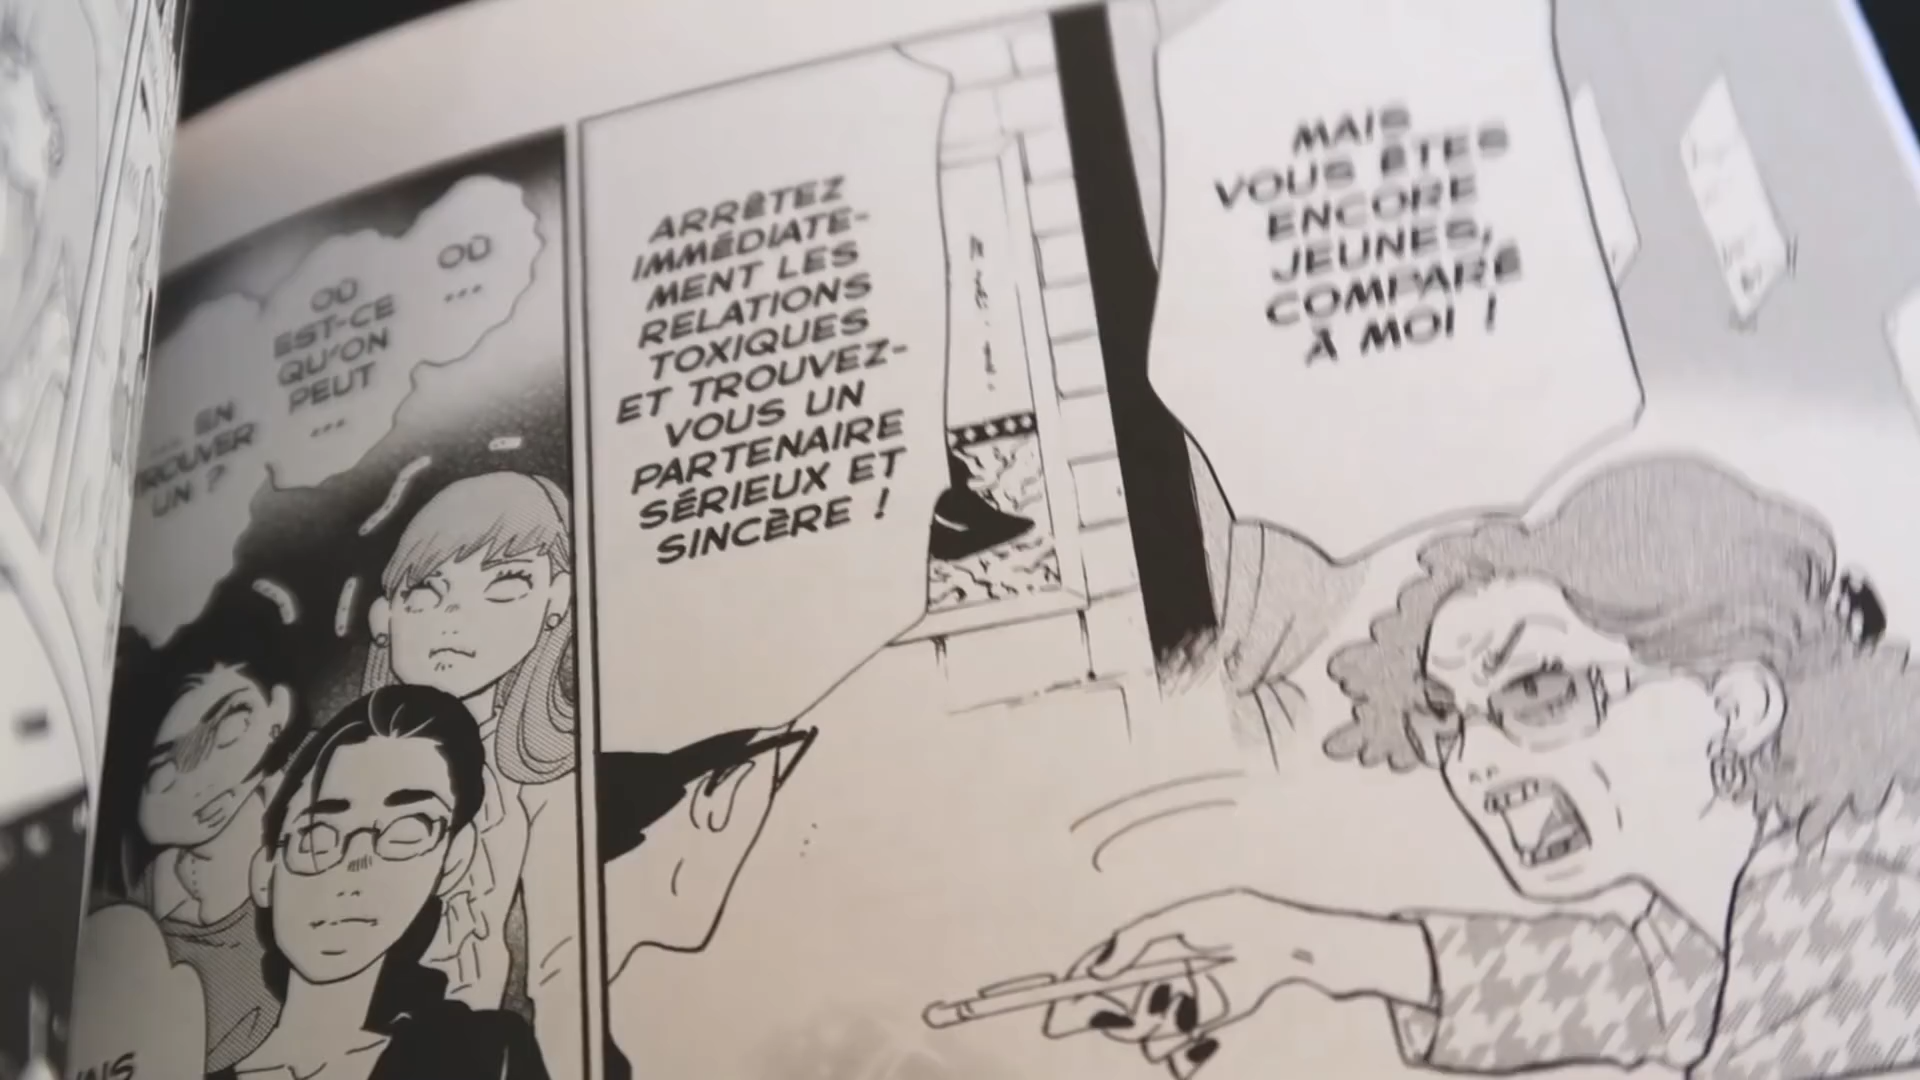 MAIS
VOUS ÊTES
ENCORE
JEUNES,
COMPARÉ
À MOI !
ARRÊTEZ
IMMÉDIATE-
MENT LES
RELATIONS
TOXIQUES
ET TROUVEZ-
VOUS UN
PARTENAIRE
SÉRIEUX ET
SINCÈRE !
OÙ
...
OÙ
EST-CE
QU'ON
PEUT
...
... EN
TROUVER
UN ?